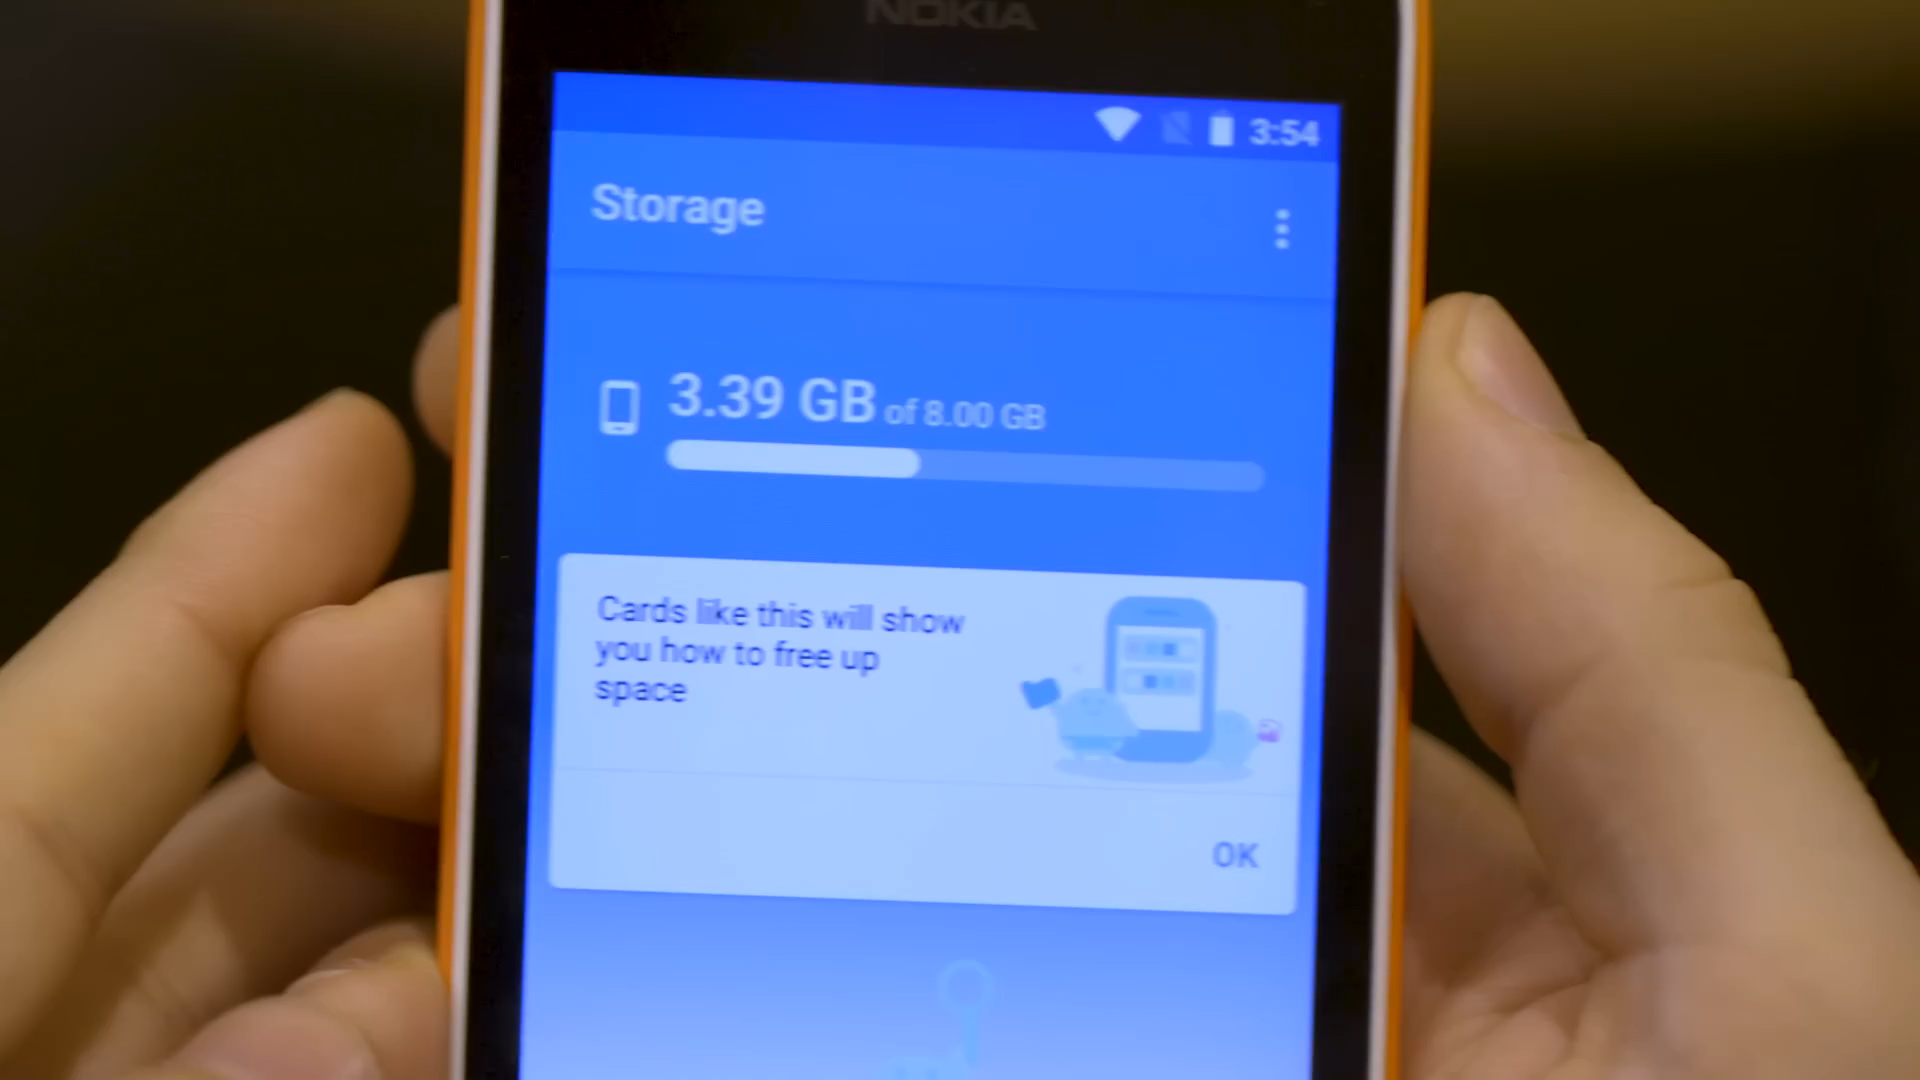 NOKIA
3:54
Storage
3.39 GB of 8.00 GB
Cards like this will show
you how to free up
space
OK